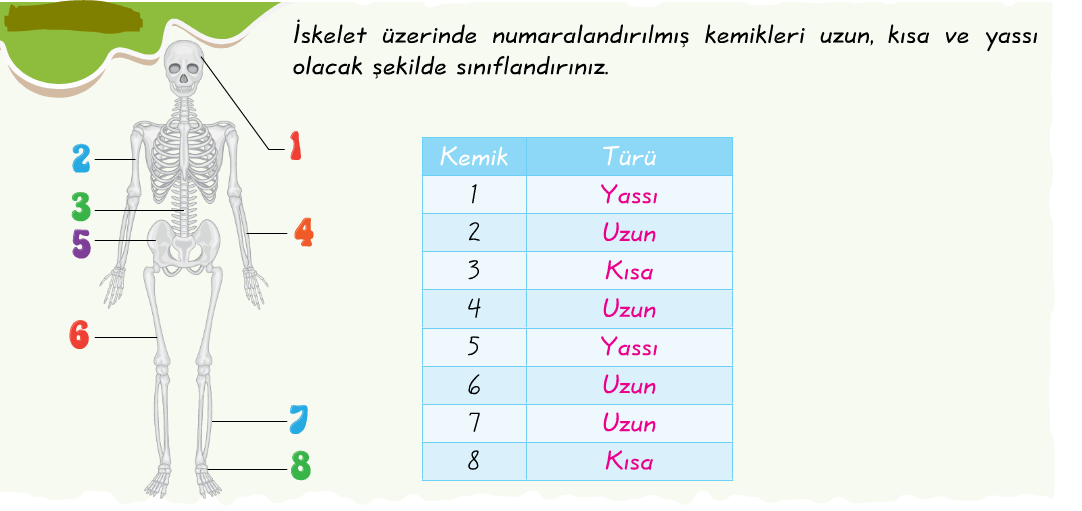 İskelet üzerinde numaralandırılmış kemikleri uzun, kısa ve yassı
olacak şekilde sınıflandırınız.
1
2
3
4
5
6
7
8
Kemik Türü
1 Yassı
2 Uzun
3 Kısa
4 Uzun
5 Yassı
6 Uzun
7 Uzun
8 Kısa